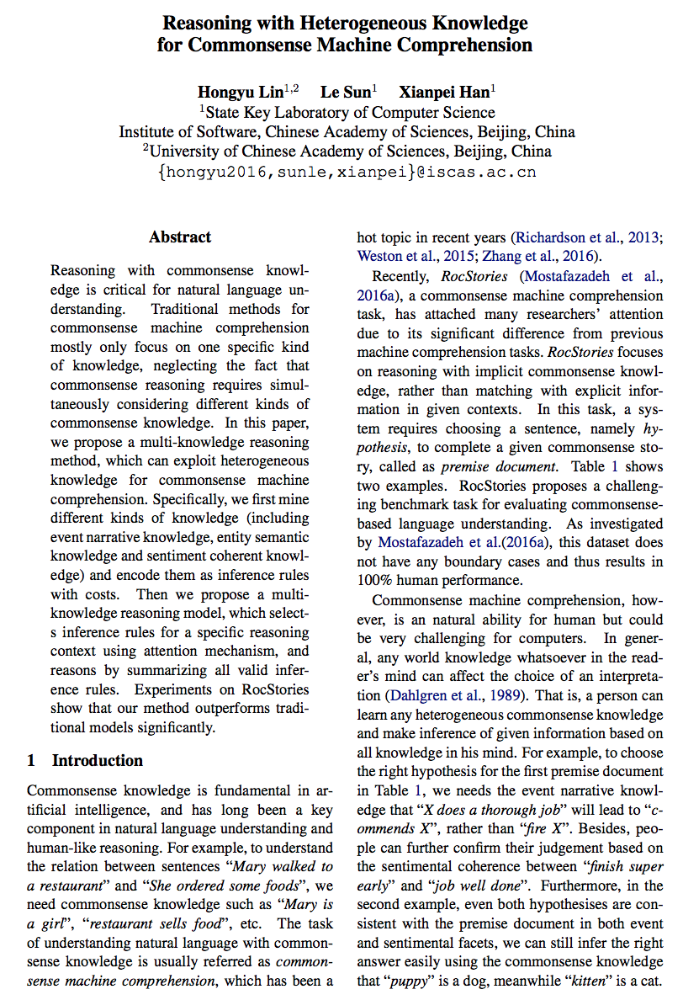 Reasoning with Heterogeneous Knowledge
for Commonsense Machine Comprehension
Hongyu Lin1,2 Le Sun1 Xianpei Han1
1State Key Laboratory of Computer Science
Institute of Software, Chinese Academy of Sciences, Beijing, China
2University of Chinese Academy of Sciences, Beijing, China
{hongyu2016,sunle,xianpei}@iscas.ac.cn
Abstract
Reasoning with commonsense knowl-
edge is critical for natural language un-
derstanding. Traditional methods for
commonsense machine comprehension
mostly only focus on one specific kind
of knowledge, neglecting the fact that
commonsense reasoning requires simul-
taneously considering different kinds of
commonsense knowledge. In this paper,
we propose a multi-knowledge reasoning
method, which can exploit heterogeneous
knowledge for commonsense machine
comprehension. Specifically, we first mine
different kinds of knowledge (including
event narrative knowledge, entity semantic
knowledge and sentiment coherent knowl-
edge) and encode them as inference rules
with costs. Then we propose a multi-
knowledge reasoning model, which select-
s inference rules for a specific reasoning
context using attention mechanism, and
reasons by summarizing all valid infer-
ence rules. Experiments on RocStories
show that our method outperforms tradi-
tional models significantly.
1 Introduction
Commonsense knowledge is fundamental in ar-
tificial intelligence, and has long been a key
component in natural language understanding and
human-like reasoning. For example, to understand
the relation between sentences “Mary walked to
a restaurant” and “She ordered some foods”, we
need commonsense knowledge such as “Mary is
a girl”, “restaurant sells food”, etc. The task
of understanding natural language with common-
sense knowledge is usually referred as common-
sense machine comprehension, which has been a
hot topic in recent years (Richardson et al., 2013;
Weston et al., 2015; Zhang et al., 2016).
Recently, RocStories (Mostafazadeh et al.,
2016a), a commonsense machine comprehension
task, has attached many researchers’ attention
due to its significant difference from previous
machine comprehension tasks. RocStories focuses
on reasoning with implicit commonsense knowl-
edge, rather than matching with explicit infor-
mation in given contexts. In this task, a sys-
tem requires choosing a sentence, namely hy-
pothesis, to complete a given commonsense sto-
ry, called as premise document. Table 1 shows
two examples. RocStories proposes a challeng-
ing benchmark task for evaluating commonsense-
based language understanding. As investigated
by Mostafazadeh et al.(2016a), this dataset does
not have any boundary cases and thus results in
100% human performance.
Commonsense machine comprehension, how-
ever, is an natural ability for human but could
be very challenging for computers. In gener-
al, any world knowledge whatsoever in the read-
er’s mind can affect the choice of an interpreta-
tion (Dahlgren et al., 1989). That is, a person can
learn any heterogeneous commonsense knowledge
and make inference of given information based on
all knowledge in his mind. For example, to choose
the right hypothesis for the first premise document
in Table 1, we needs the event narrative knowl-
edge that “X does a thorough job” will lead to “c-
ommends X”, rather than “fire X”. Besides, peo-
ple can further confirm their judgement based on
the sentimental coherence between “finish super
early” and “job well done”. Furthermore, in the
second example, even both hypothesises are con-
sistent with the premise document in both event
and sentimental facets, we can still infer the right
answer easily using the commonsense knowledge
that “puppy” is a dog, meanwhile “kitten” is a cat.